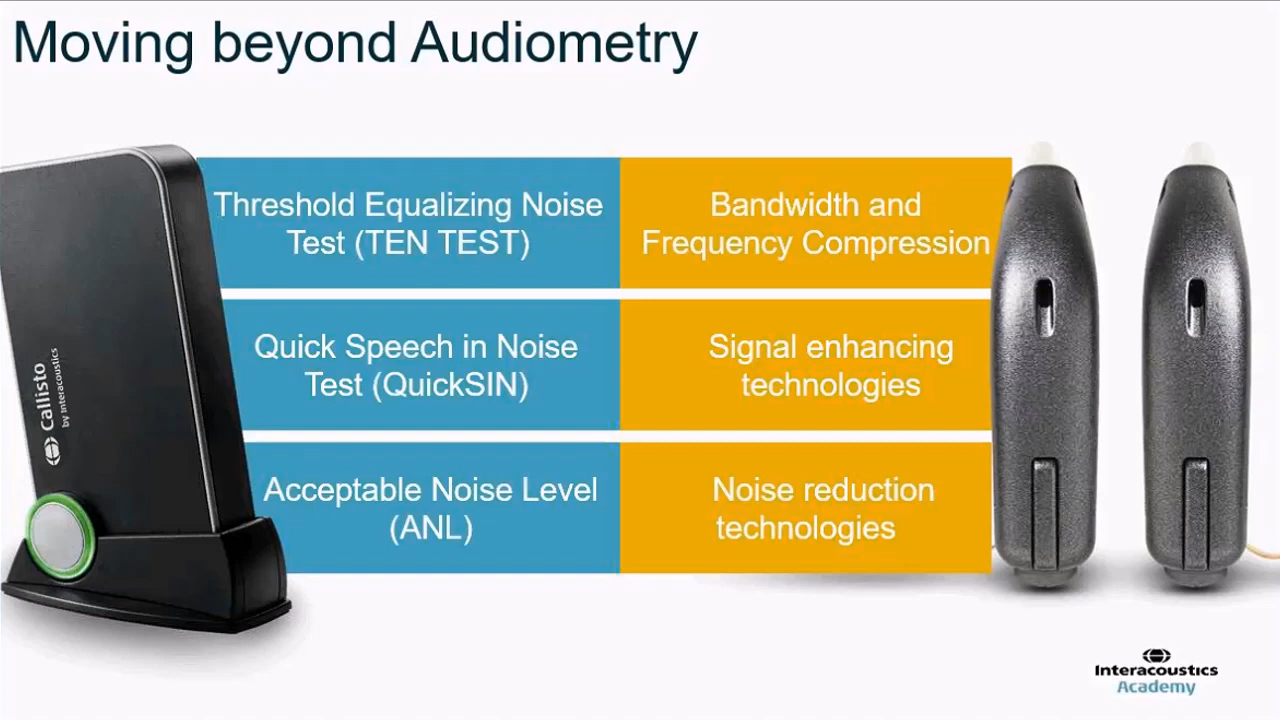 Moving beyond Audiometry
Threshold Equalizing Noise
Test (TEN TEST)
Bandwidth and
Frequency Compression
Quick Speech in Noise
Test (QuickSIN)
Signal enhancing
technologies
Acceptable Noise Level
(ANL)
Noise reduction
technologies
Callisto
by Interacoustics
Interacoustics
Academy